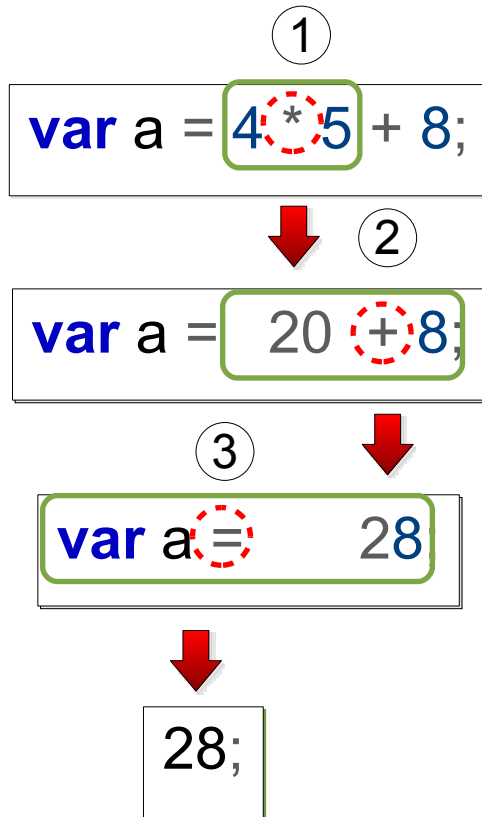 1
var a = 4 * 5 + 8;
2
var a = 20 + 8;
3
var a = 28;
28;